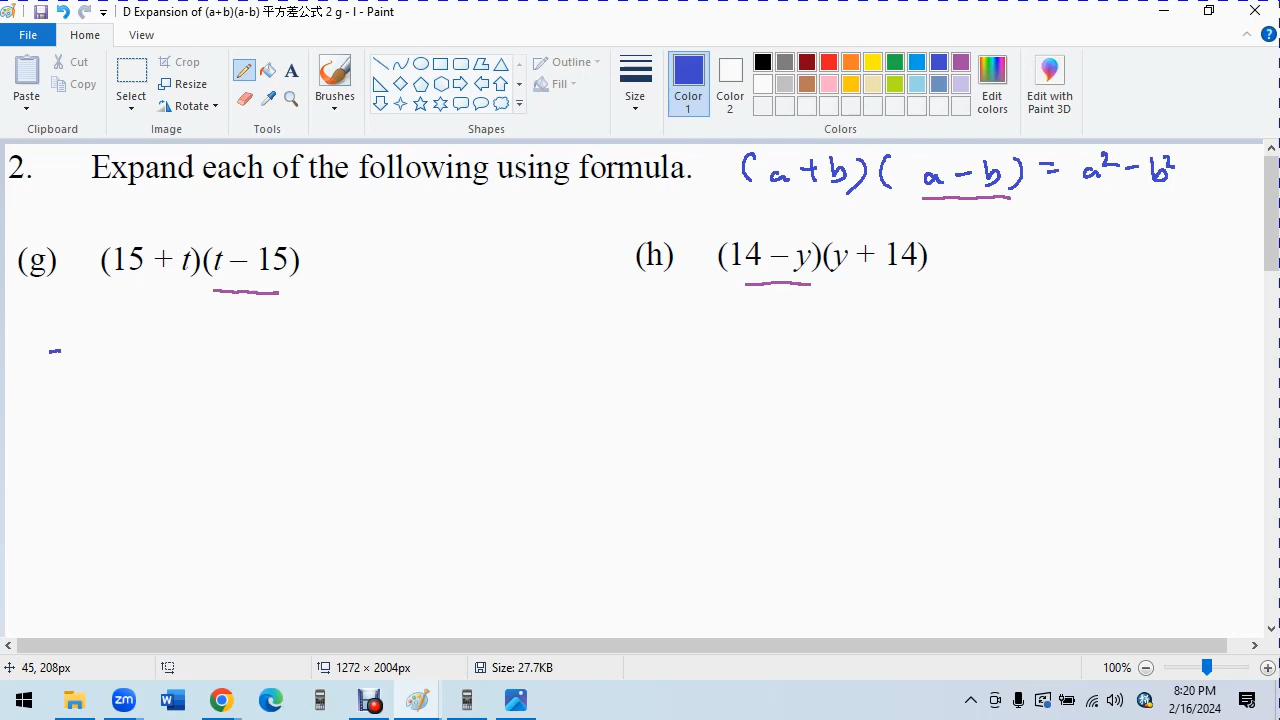 D Expansion of (a+b)(a-b) 平方差公式 2 g - l - Paint
File Home View
Paste Cut Copy Select Crop Resize Rotate Brushes Outline Fill Size Color 1 Color 2 Edit colors Edit with Paint 3D
Clipboard Image Tools Shapes Colors
2. Expand each of the following using formula. (a+b)(a-b) = a²-b²
(g) (15 + t)(t – 15) (h) (14 – y)(y + 14)
45, 208px 1272 × 2004px Size: 27.7KB 100%
8:20 PM
2/16/2024